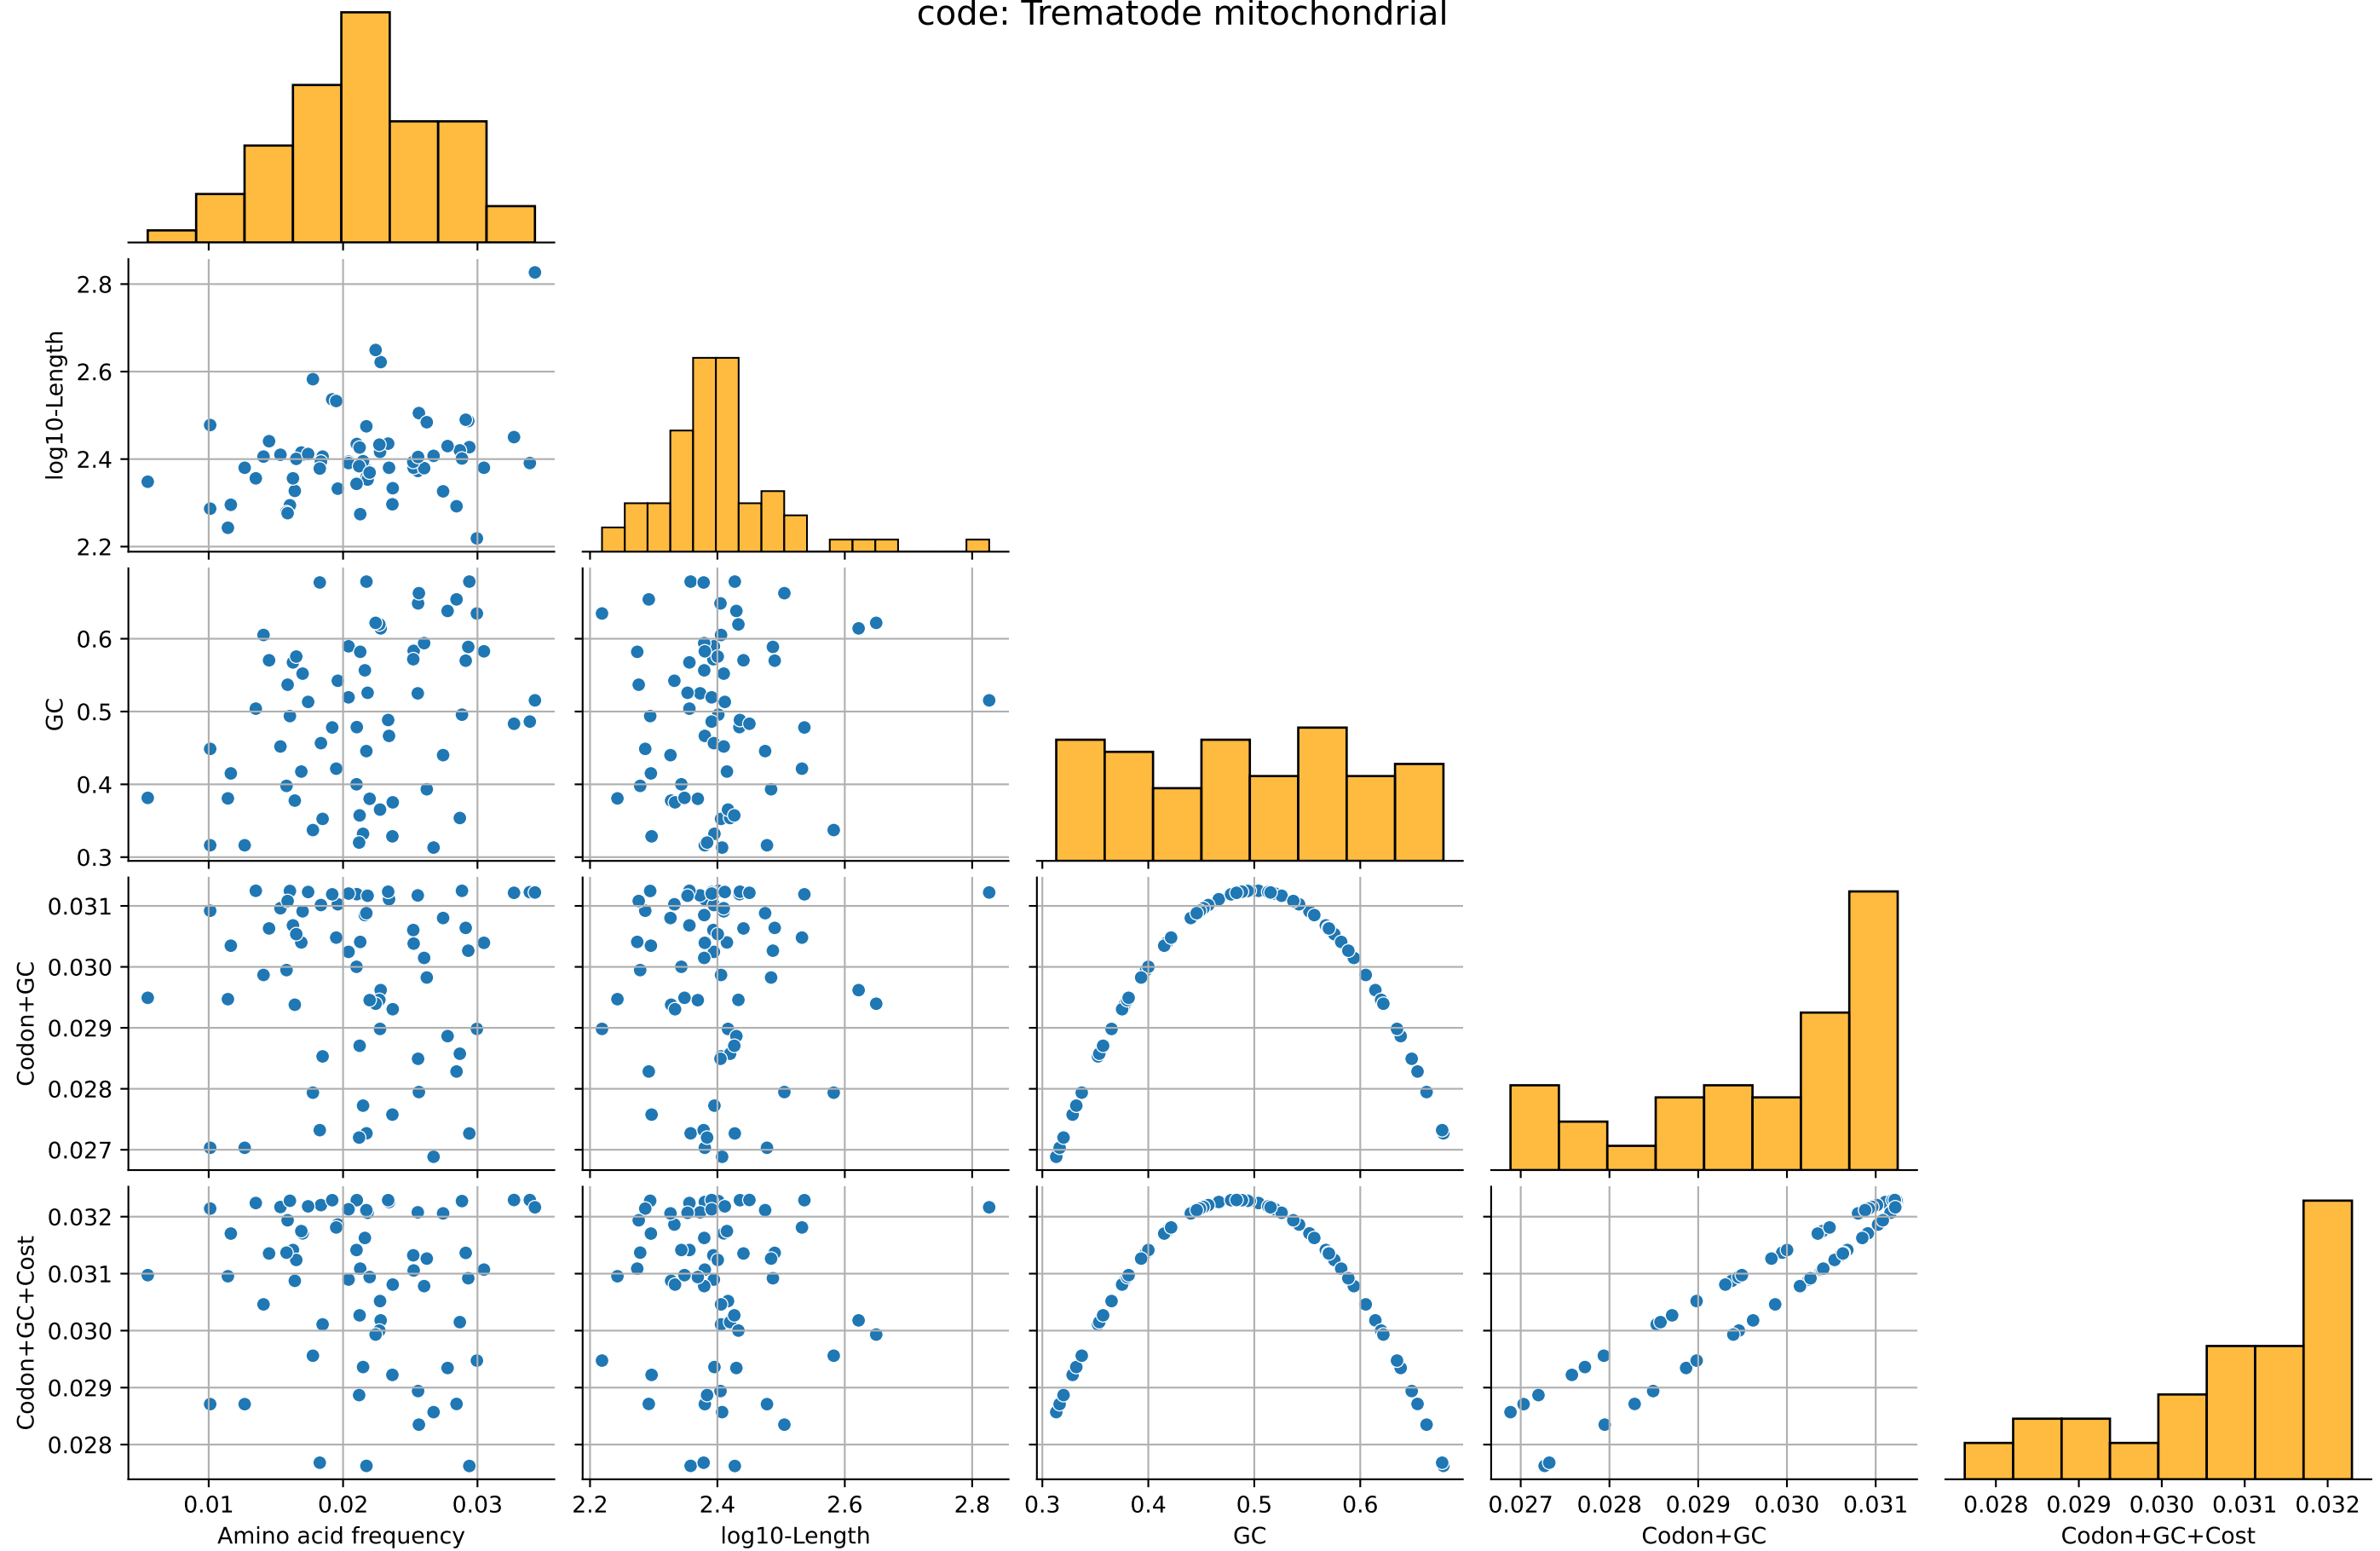 code: Trematode mitochondrial
log10-Length
2.8
2.6
2.4
2.2
GC
0.6
0.5
0.4
0.3
Codon+GC
0.031
0.030
0.029
0.028
0.027
Codon+GC+Cost
0.032
0.031
0.030
0.029
0.028
0.01 0.02 0.03 2.2 2.4 2.6 2.8 0.3 0.4 0.5 0.6 0.027 0.028 0.029 0.030 0.031 0.028 0.029 0.030 0.031 0.032
Amino acid frequency log10-Length GC Codon+GC Codon+GC+Cost